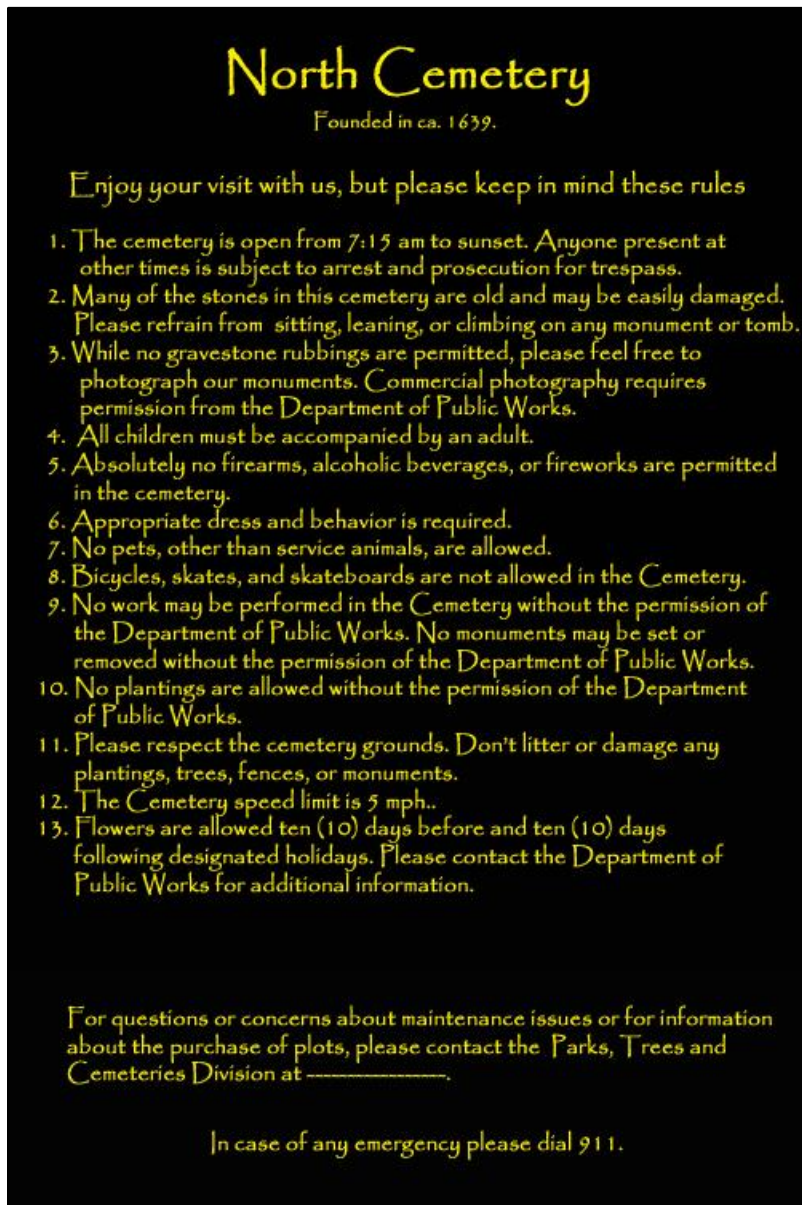 North Cemetery
Founded in ca. 1639.
Enjoy your visit with us, but please keep in mind these rules
1. The cemetery is open from 7:15 am to sunset. Anyone present at
other times is subject to arrest and prosecution for trespass.
2. Many of the stones in this cemetery are old and may be easily damaged.
Please refrain from sitting, leaning, or climbing on any monument or tomb.
3. While no gravestone rubbings are permitted, please feel free to
photograph our monuments. Commercial photography requires
permission from the Department of Public Works.
4. All children must be accompanied by an adult.
5. Absolutely no firearms, alcoholic beverages, or fireworks are permitted
in the cemetery.
6. Appropriate dress and behavior is required.
7. No pets, other than service animals, are allowed.
8. Bicycles, skates, and skateboards are not allowed in the Cemetery.
9. No work may be performed in the Cemetery without the permission of
the Department of Public Works. No monuments may be set or
removed without the permission of the Department of Public Works.
10. No plantings are allowed without the permission of the Department
of Public Works.
11. Please respect the cemetery grounds. Don't litter or damage any
plantings, trees, fences, or monuments.
12. The Cemetery speed limit is 5 mph..
13. Flowers are allowed ten (10) days before and ten (10) days
following designated holidays. Please contact the Department of
Public Works for additional information.
For questions or concerns about maintenance issues or for information
about the purchase of plots, please contact the Parks, Trees and
Cemeteries Division at -----------------.
In case of any emergency please dial 911.